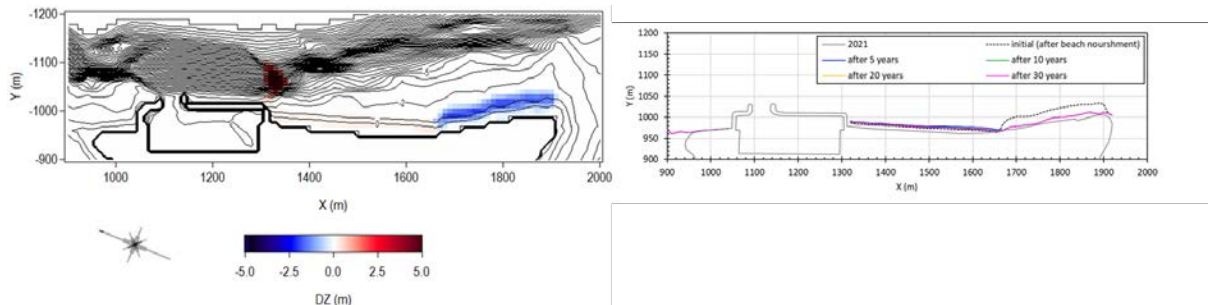 -1200
-1100
-1000
-900
Y (m)
-5
-2
0
1000 1200 1400 1600 1800 2000
X (m)
-5.0 -2.5 0.0 2.5 5.0
DZ (m)
1200
1150
1100
1050
1000
950
900
Y (m)
2021
initial (after beach nourshment)
after 5 years
after 10 years
after 20 years
after 30 years
900 1000 1100 1200 1300 1400 1500 1600 1700 1800 1900 2000
X (m)